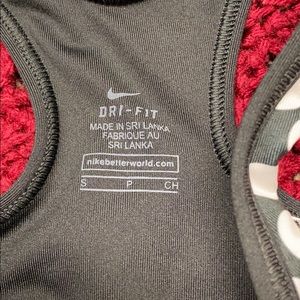 DRI-FIT
MADE IN SRI LANKA
FABRIQUE AU
SRI LANKA
nikebetterworld.com
S P CH